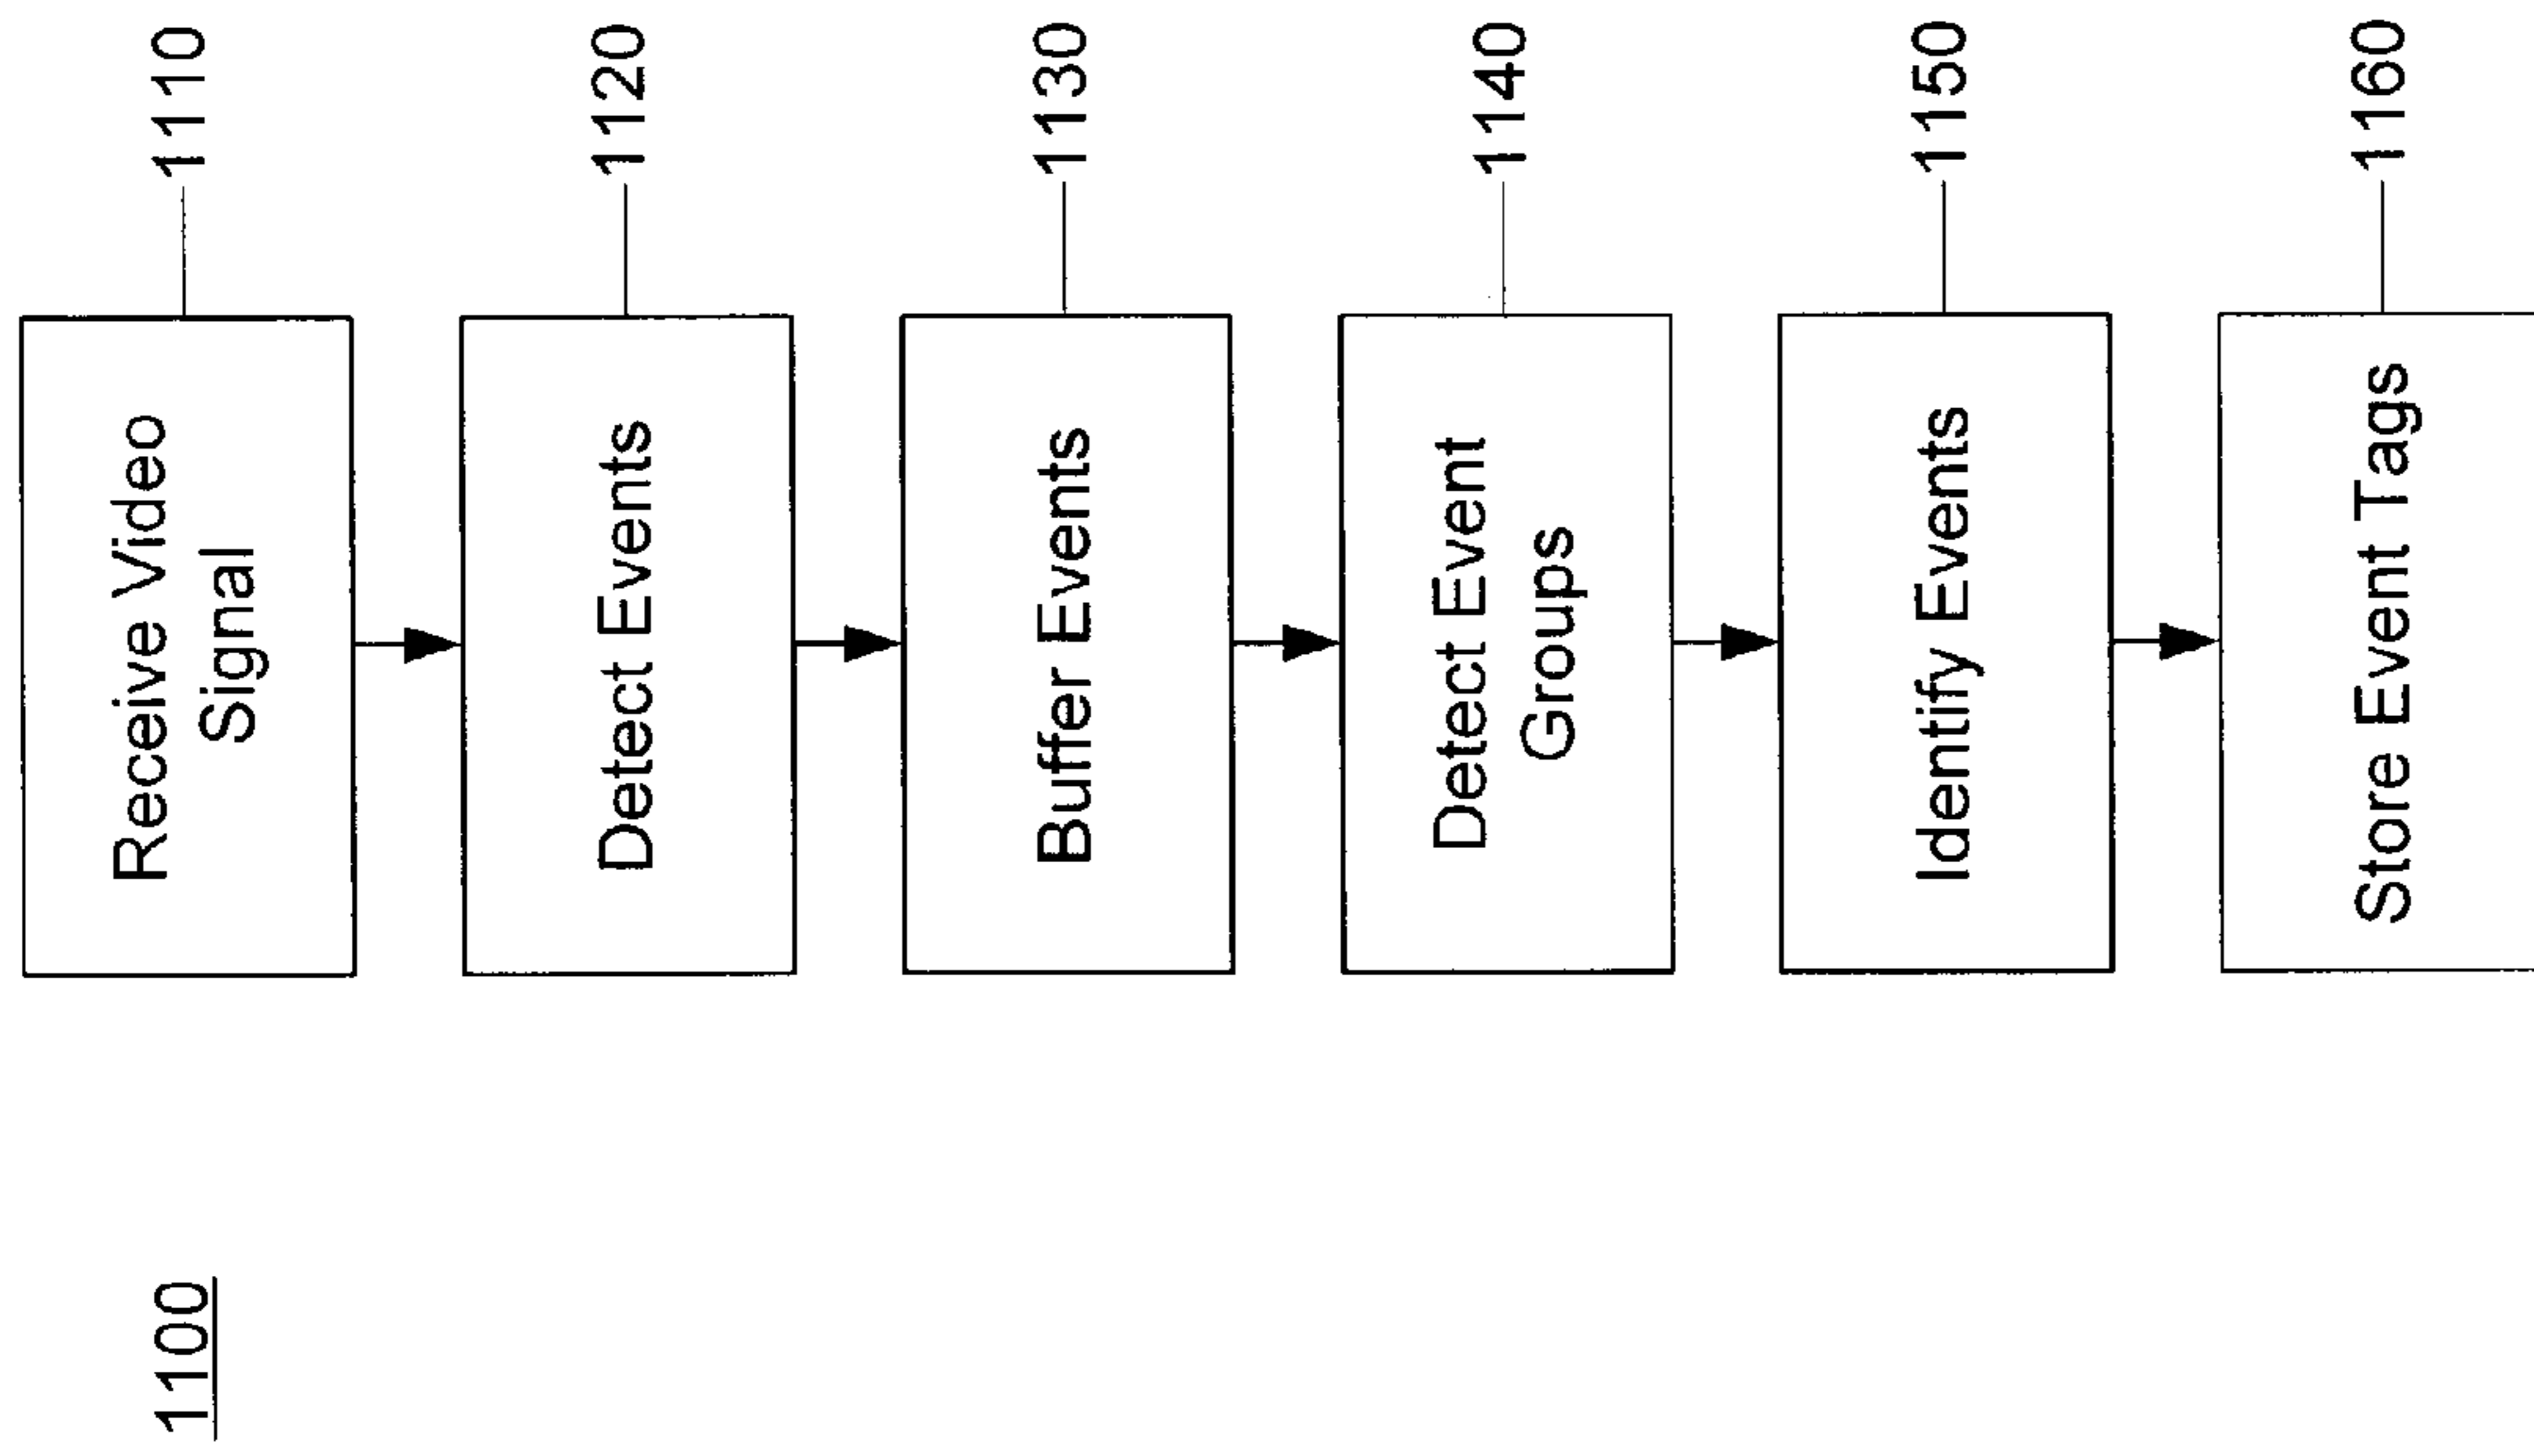 1100
Receive Video
Signal
1110
Detect Events
1120
Buffer Events
1130
Detect Event
Groups
1140
Identify Events
1150
Store Event Tags
1160